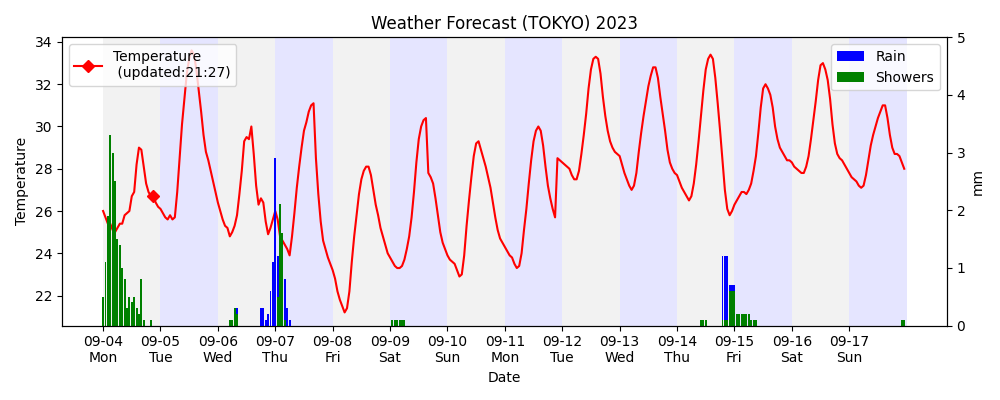 Weather Forecast (TOKYO) 2023
Temperature
(updated:21:27)
Rain
Showers
34
32
30
28
26
24
22
Temperature
5
4
3
2
1
0
mm
09-04 09-05 09-06 09-07 09-08 09-09 09-10 09-11 09-12 09-13 09-14 09-15 09-16 09-17
Mon Tue Wed Thu Fri Sat Sun Mon Tue Wed Thu Fri Sat Sun
Date